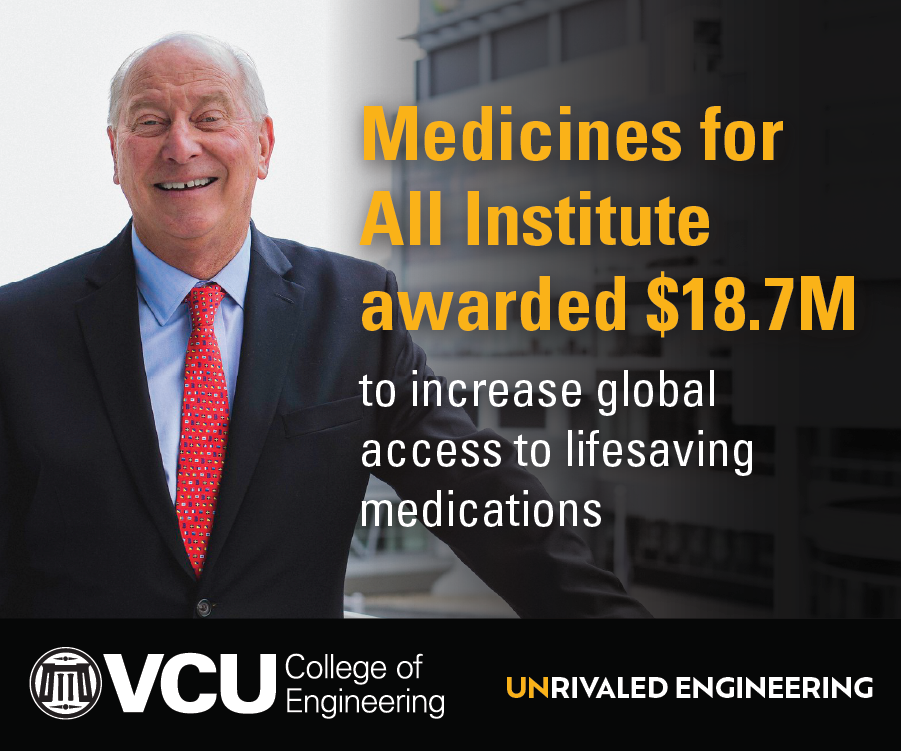 Medicines for
All Institute
awarded $18.7M
to increase global
access to lifesaving
medications
VCU College of
Engineering
UNRIVALED ENGINEERING